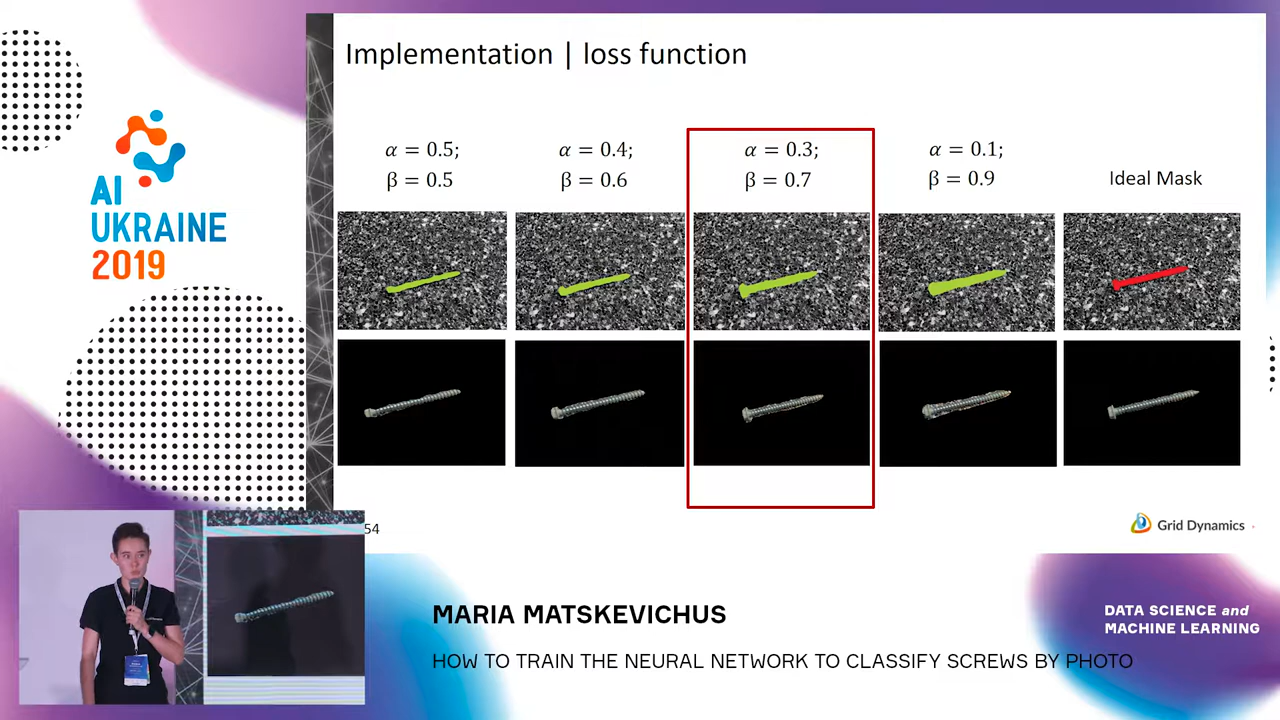 Implementation | loss function
α = 0.5;
β = 0.5
α = 0.4;
β = 0.6
α = 0.3;
β = 0.7
α = 0.1;
β = 0.9
Ideal Mask
AI
UKRAINE
2019
54
Grid Dynamics
MARIA MATSKEVICHUS
HOW TO TRAIN THE NEURAL NETWORK TO CLASSIFY SCREWS BY PHOTO
DATA SCIENCE and
MACHINE LEARNING